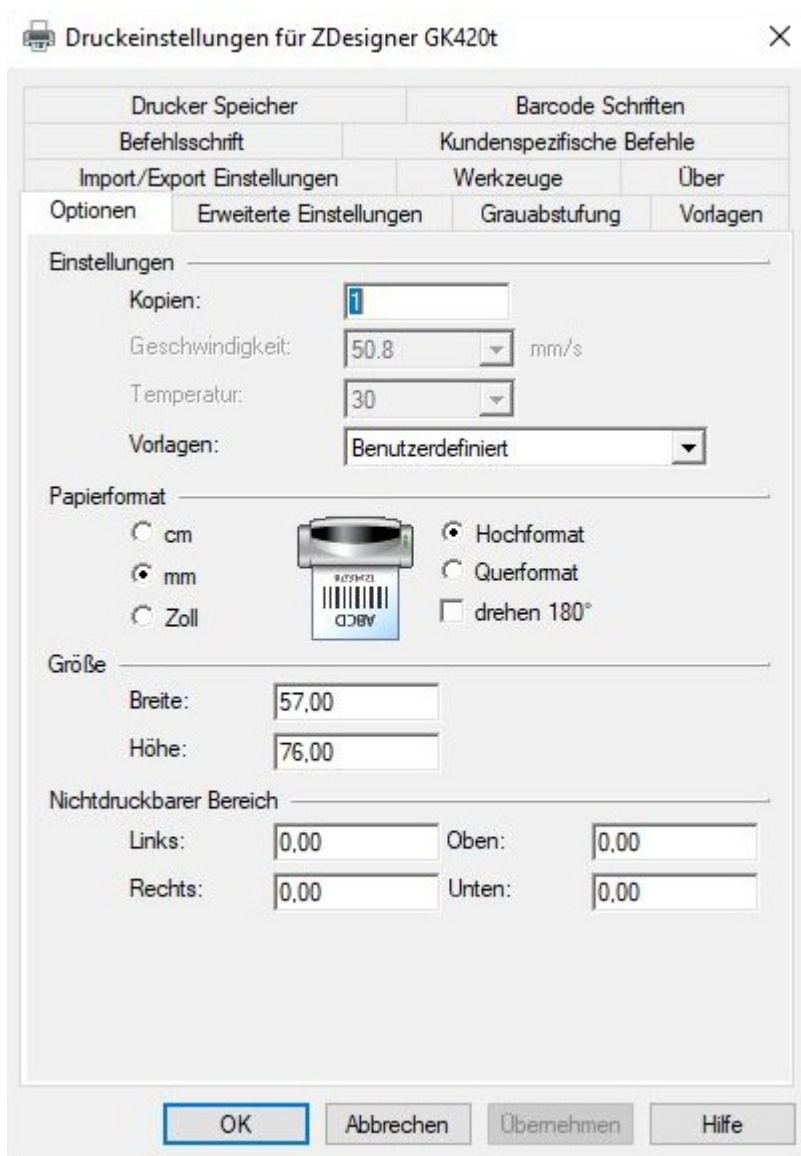 Druckeinstellungen für ZDesigner GK420t
Drucker Speicher Barcode Schriften
Befehlsschrift Kundenspezifische Befehle
Import/Export Einstellungen Werkzeuge Über
Optionen Erweiterte Einstellungen Grauabstufung Vorlagen
Einstellungen
Kopien: 1
Geschwindigkeit: 50.8 mm/s
Temperatur: 30
Vorlagen: Benutzerdefiniert
Papierformat
cm Hochformat
mm Querformat
Zoll drehen 180°
ABCD
Größe
Breite: 57,00
Höhe: 76,00
Nichtdruckbarer Bereich
Links: 0,00 Oben: 0,00
Rechts: 0,00 Unten: 0,00
OK Abbrechen Übernehmen Hilfe